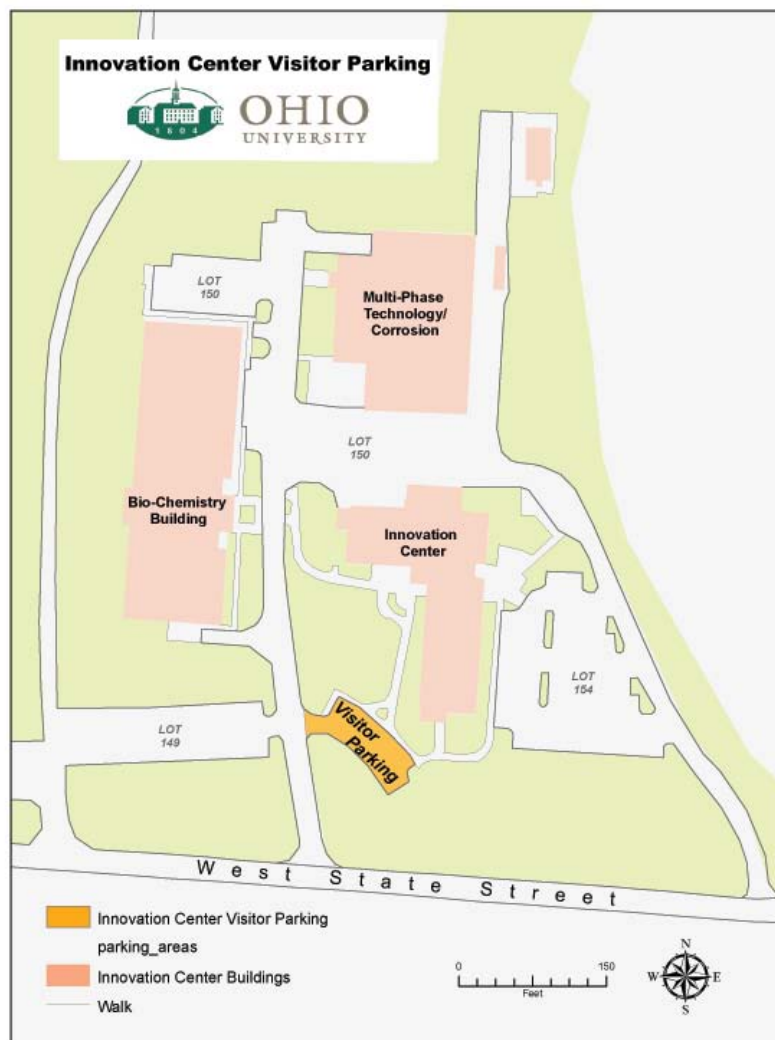 Innovation Center Visitor Parking
1804
OHIO
UNIVERSITY
LOT
150
Multi-Phase
Technology/
Corrosion
LOT
150
Bio-Chemistry
Building
Innovation
Center
LOT
154
Visitor
Parking
LOT
149
West State Street
Innovation Center Visitor Parking
parking_areas
Innovation Center Buildings
Walk
0 150
Feet
N
W E
S